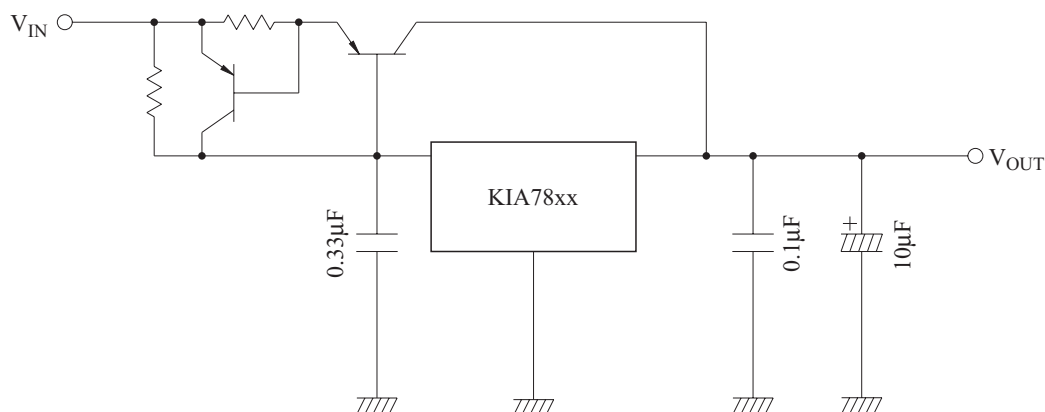 V_IN
KIA78xx
V_OUT
0.33μF
0.1μF
+
10μF